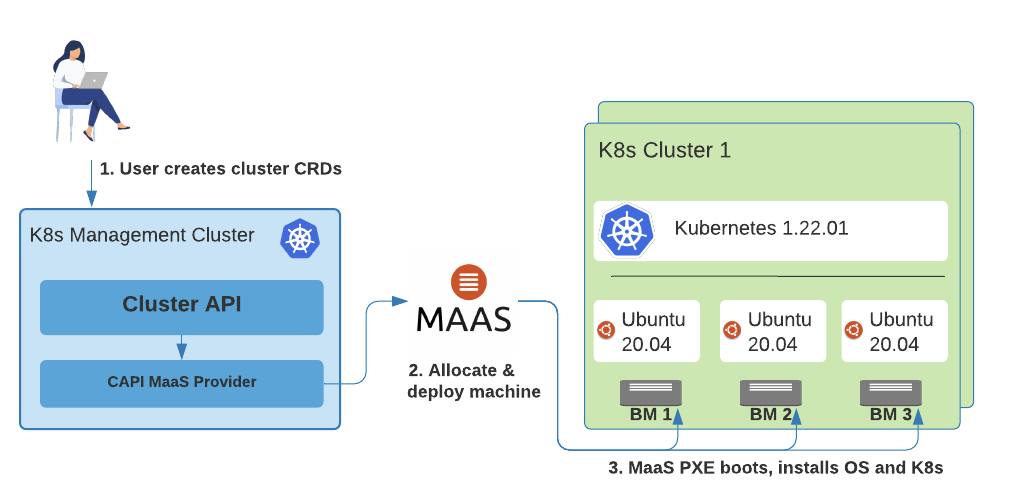 1. User creates cluster CRDs
K8s Management Cluster
Cluster API
CAPI MaaS Provider
MAAS
2. Allocate &
deploy machine
K8s Cluster 1
Kubernetes 1.22.01
Ubuntu
20.04
Ubuntu
20.04
Ubuntu
20.04
BM 1
BM 2
BM 3
3. MaaS PXE boots, installs OS and K8s